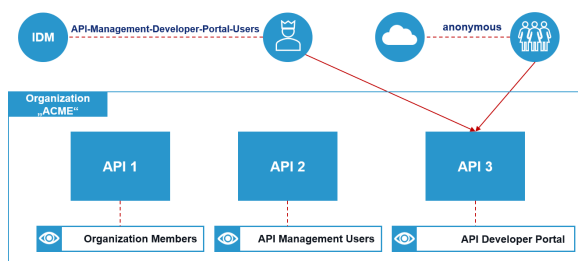 IDM
API-Management-Developer-Portal-Users
anonymous
Organization
„ACME“
API 1
API 2
API 3
Organization Members
API Management Users
API Developer Portal